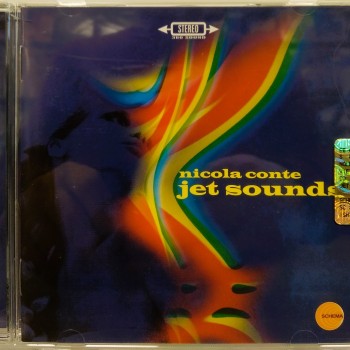 STEREO
nicola conte
jet sounds
SCHEMA